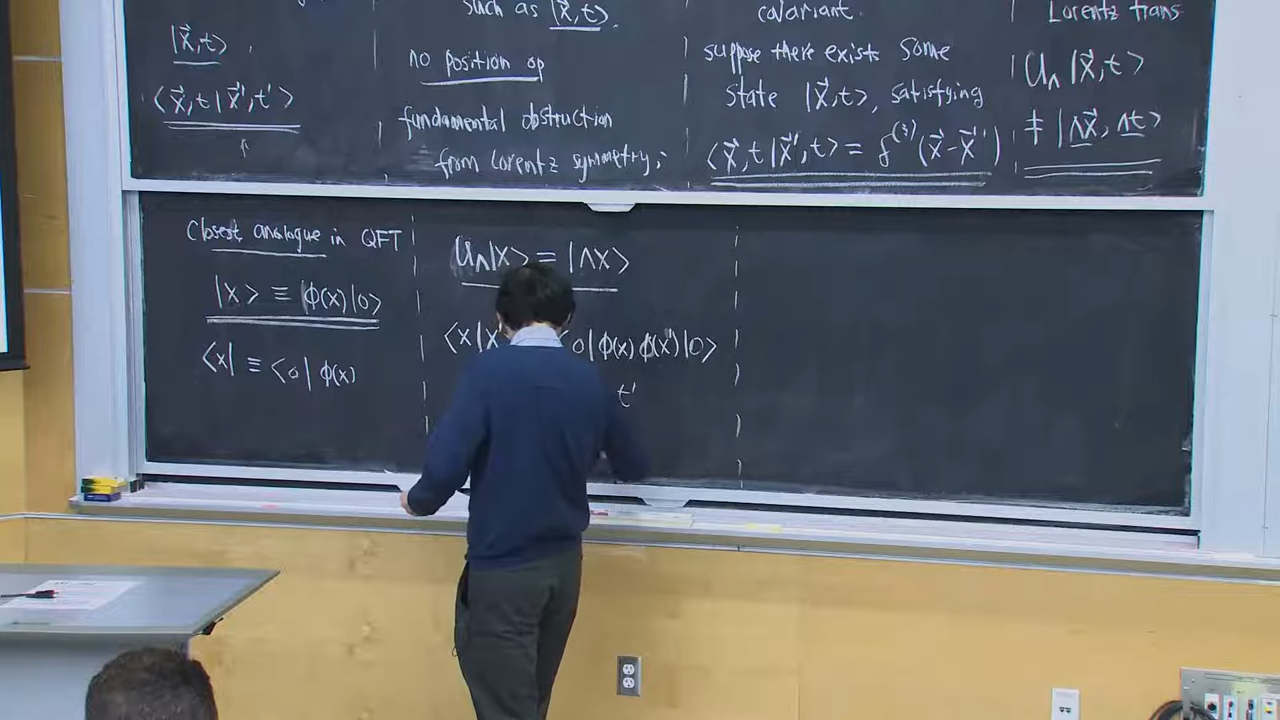 |x⃗,t>.
<x⃗,t|x⃗',t'>
such as |x⃗,t>.
no position op
fundamental obstruction
from Lorentz symmetry;
covariant.
suppose there exists some
state |x⃗,t>, satisfying
<x⃗,t|x⃗',t> = δ⁽³⁾(x⃗-x⃗')
Lorentz trans
U_Λ |x⃗,t>
≠ |Λx⃗, Λt>
Closest analogue in QFT
|x> ≡ ϕ(x)|0>
<x| ≡ <0| ϕ(x)
U_Λ|x> = |Λx>
<x|x
<0|ϕ(x) ϕ(x')|0>
t'